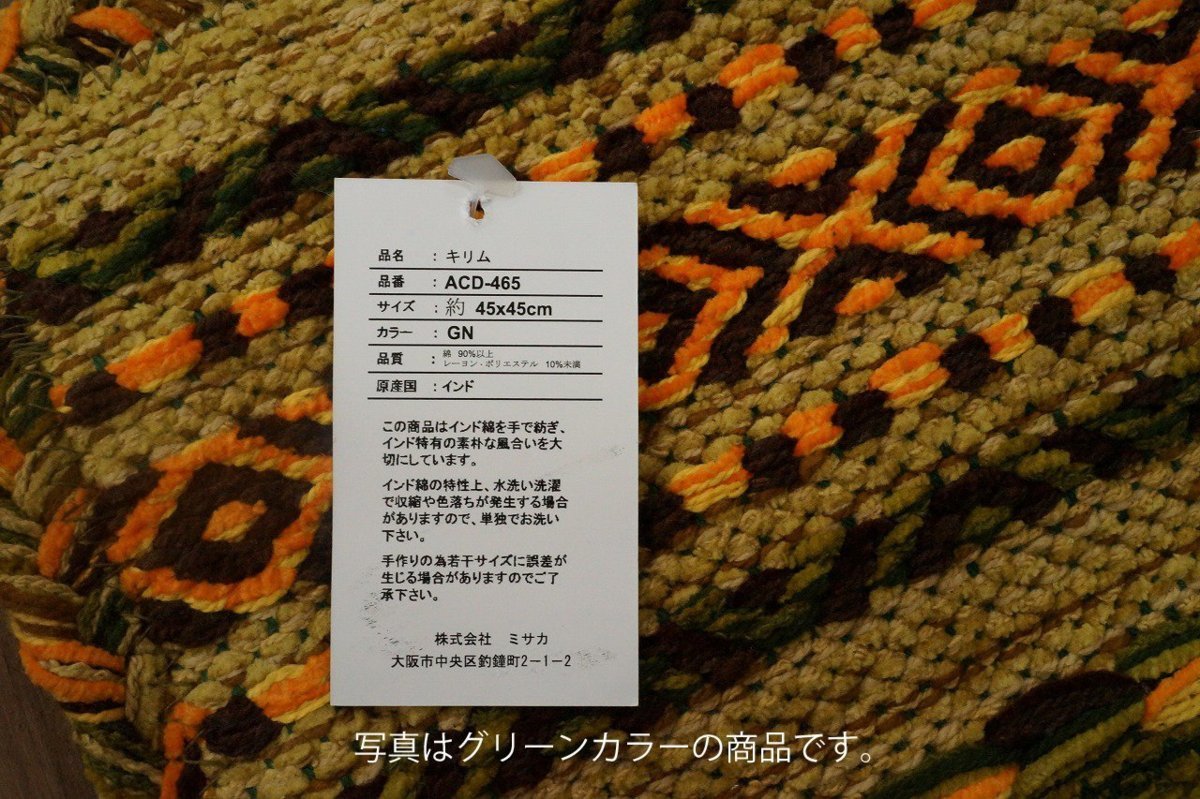 品名 : キリム
品番 : ACD-465
サイズ : 約 45x45cm
カラー : GN
品質 : 綿 90%以上
レーヨン・ポリエステル 10%未満
原産国 : インド
この商品はインド綿を手で紡ぎ、
インド特有の素朴な風合いを大
切にしています。
インド綿の特性上、水洗い洗濯
で収縮や色落ちが発生する場合
がありますので、単独でお洗い
下さい。
手作りの為若干サイズに誤差が
生じる場合がありますのでご了
承下さい。
株式会社 ミサカ
大阪市中央区釣鐘町2-1-2
写真はグリーンカラーの商品です。